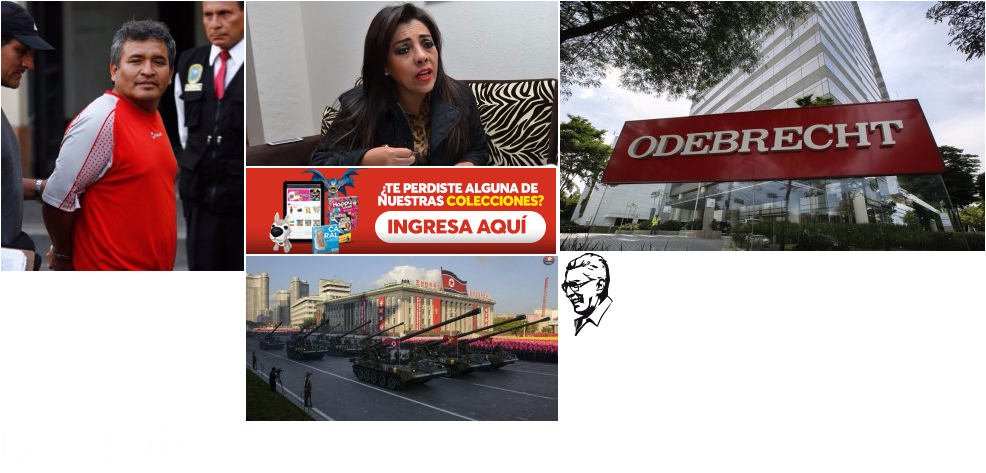 ¿TE PERDISTE ALGUNA DE
NUESTRAS COLECCIONES?
INGRESA AQUÍ
ODEBRECHT